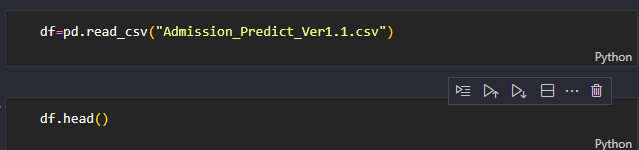 df=pd.read_csv("Admission_Predict_Ver1.1.csv")
Python
df.head()
Python